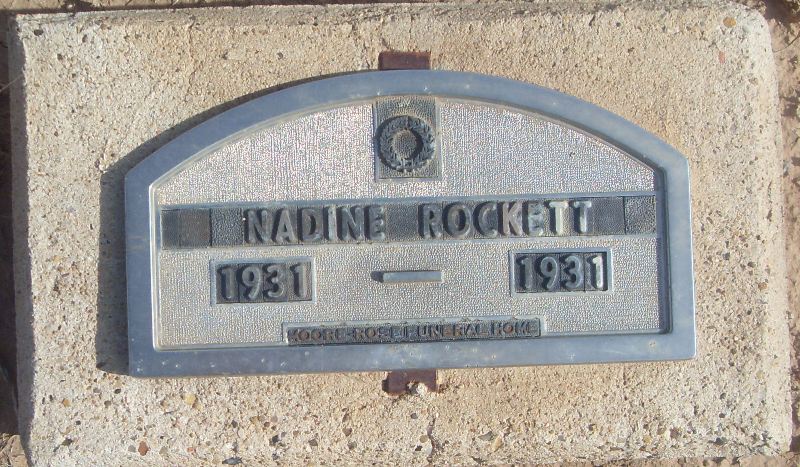 NADINE ROCKETT
1931 — 1931
MOORE-ROSE FUNERAL HOME